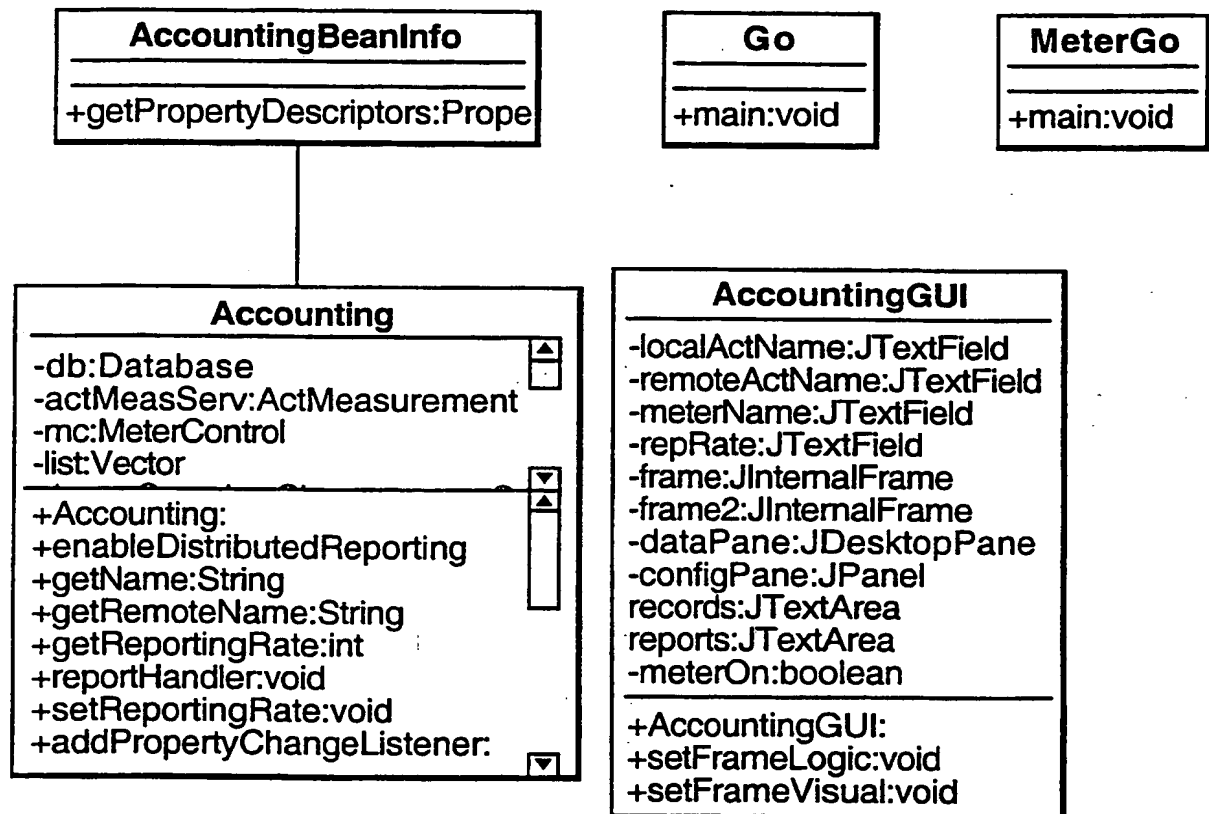 AccountingBeanInfo
+getPropertyDescriptors:Prope
Go
+main:void
MeterGo
+main:void
Accounting
-db:Database
-actMeasServ:ActMeasurement
-mc:MeterControl
-list:Vector
+Accounting:
+enableDistributedReporting
+getName:String
+getRemoteName:String
+getReportingRate:int
+reportHandler:void
+setReportingRate:void
+addPropertyChangeListener:
AccountingGUI
-localActName:JTextField
-remoteActName:JTextField
-meterName:JTextField
-repRate:JTextField
-frame:JInternalFrame
-frame2:JInternalFrame
-dataPane:JDesktopPane
-configPane:JPanel
records:JTextArea
reports:JTextArea
-meterOn:boolean
+AccountingGUI:
+setFrameLogic:void
+setFrameVisual:void